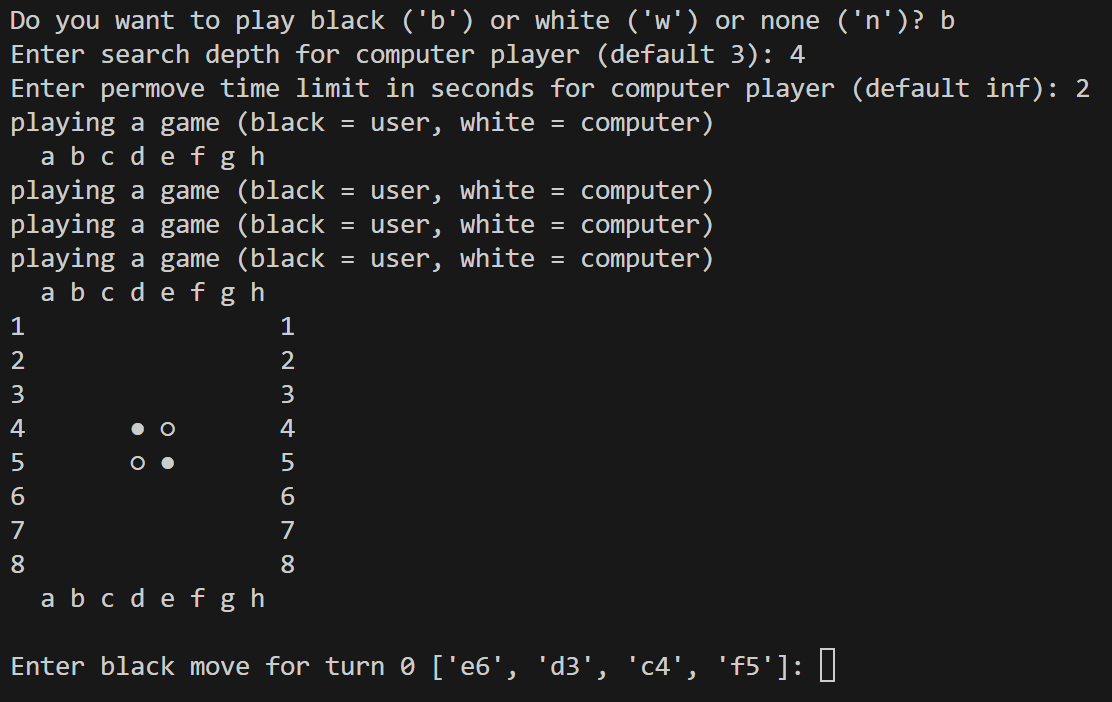 Do you want to play black ('b') or white ('w') or none ('n')? b
Enter search depth for computer player (default 3): 4
Enter permove time limit in seconds for computer player (default inf): 2
playing a game (black = user, white = computer)
  a b c d e f g h
playing a game (black = user, white = computer)
playing a game (black = user, white = computer)
playing a game (black = user, white = computer)
  a b c d e f g h
1                 1
2                 2
3                 3
4       ● ○       4
5       ○ ●       5
6                 6
7                 7
8                 8
  a b c d e f g h
Enter black move for turn 0 ['e6', 'd3', 'c4', 'f5']: